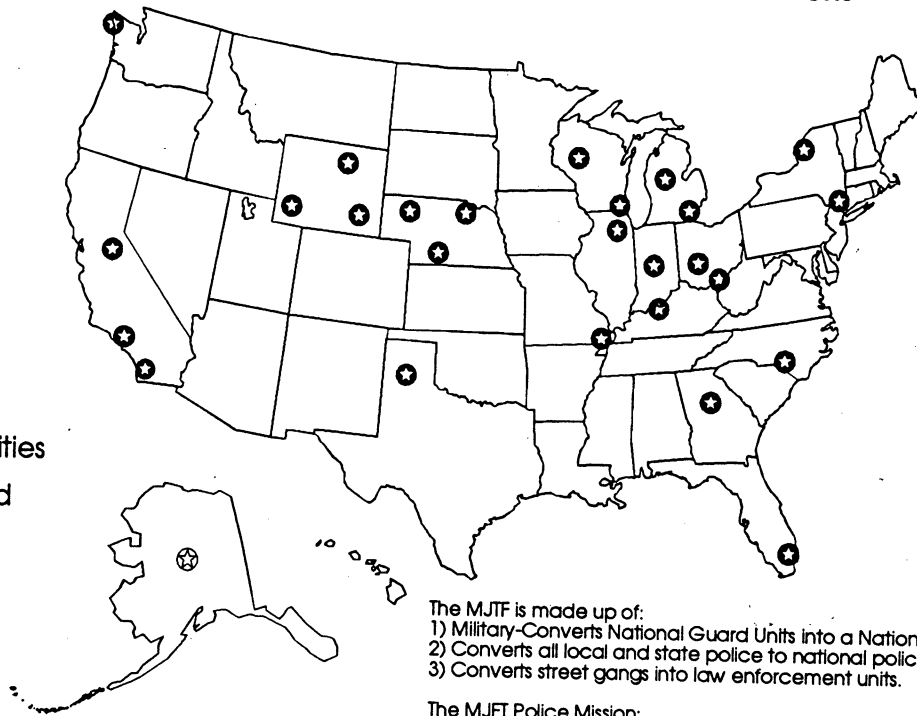 ities
d
The MJTF is made up of:
1) Military-Converts National Guard Units into a Nation
2) Converts all local and state police to national polic
3) Converts street gangs into law enforcement units.
The MJFT Police Mission: